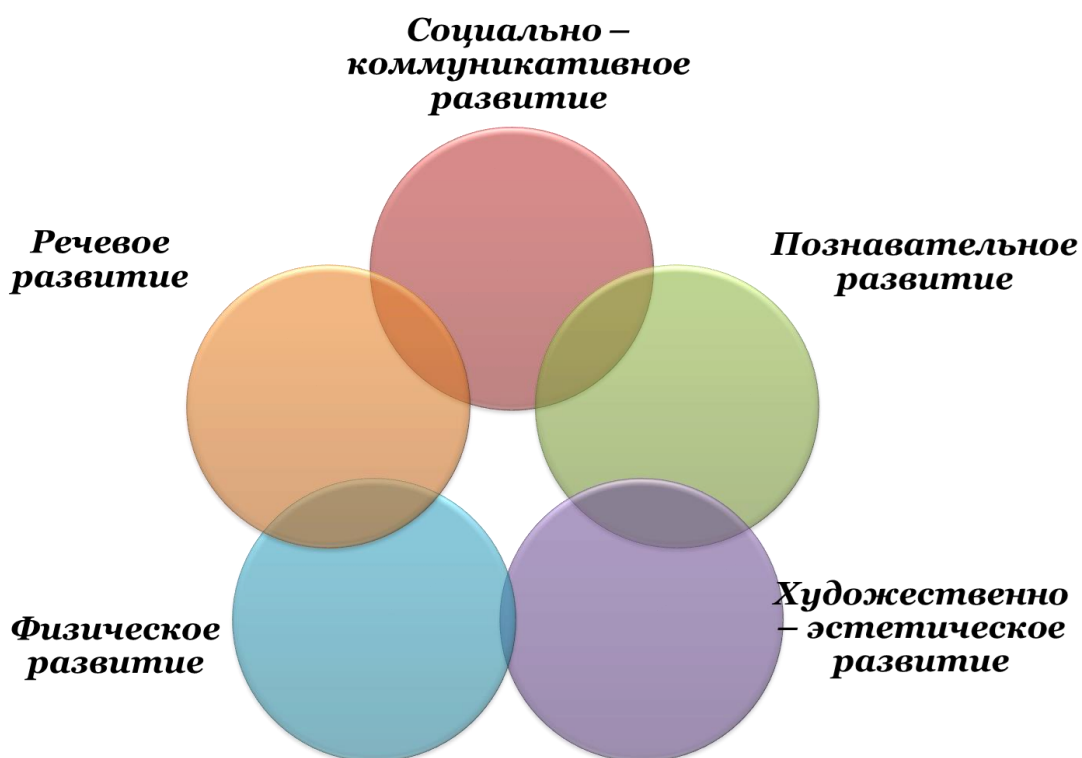 Социально –
коммуникативное
развитие
Речевое
развитие
Познавательное
развитие
Физическое
развитие
Художественно
– эстетическое
развитие